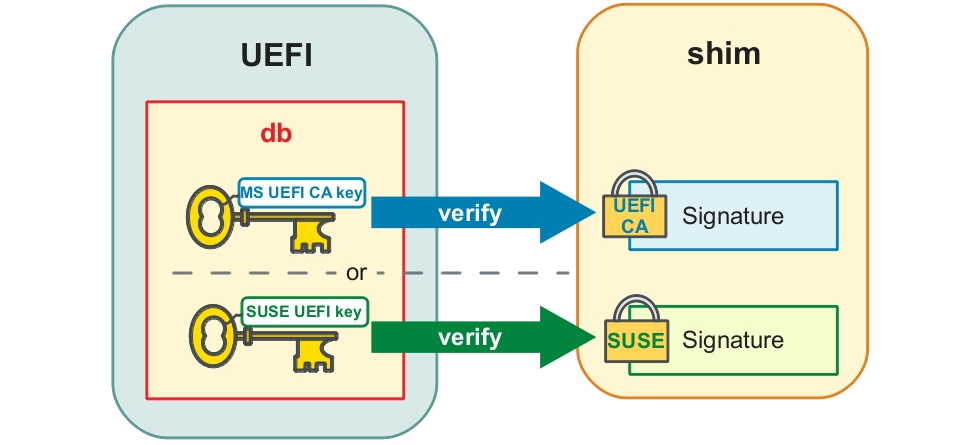 UEFI
shim
db
MS UEFI CA key
verify
UEFI
CA
Signature
or
SUSE UEFI key
verify
SUSE
Signature